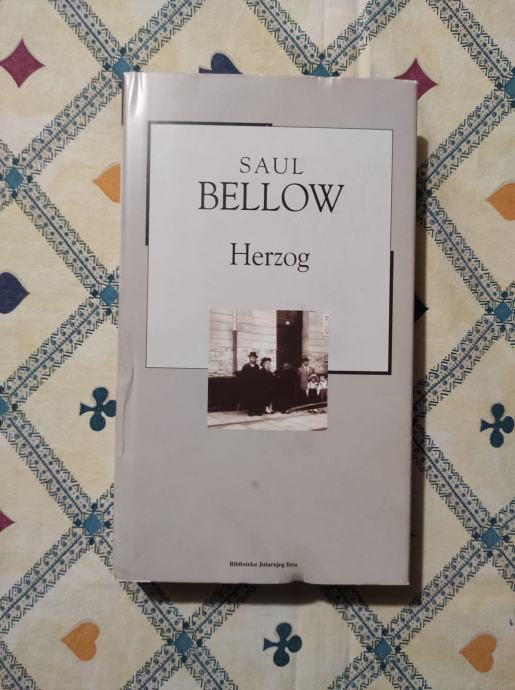 SAUL
BELLOW
Herzog
Biblioteka Jutarnjeg lista